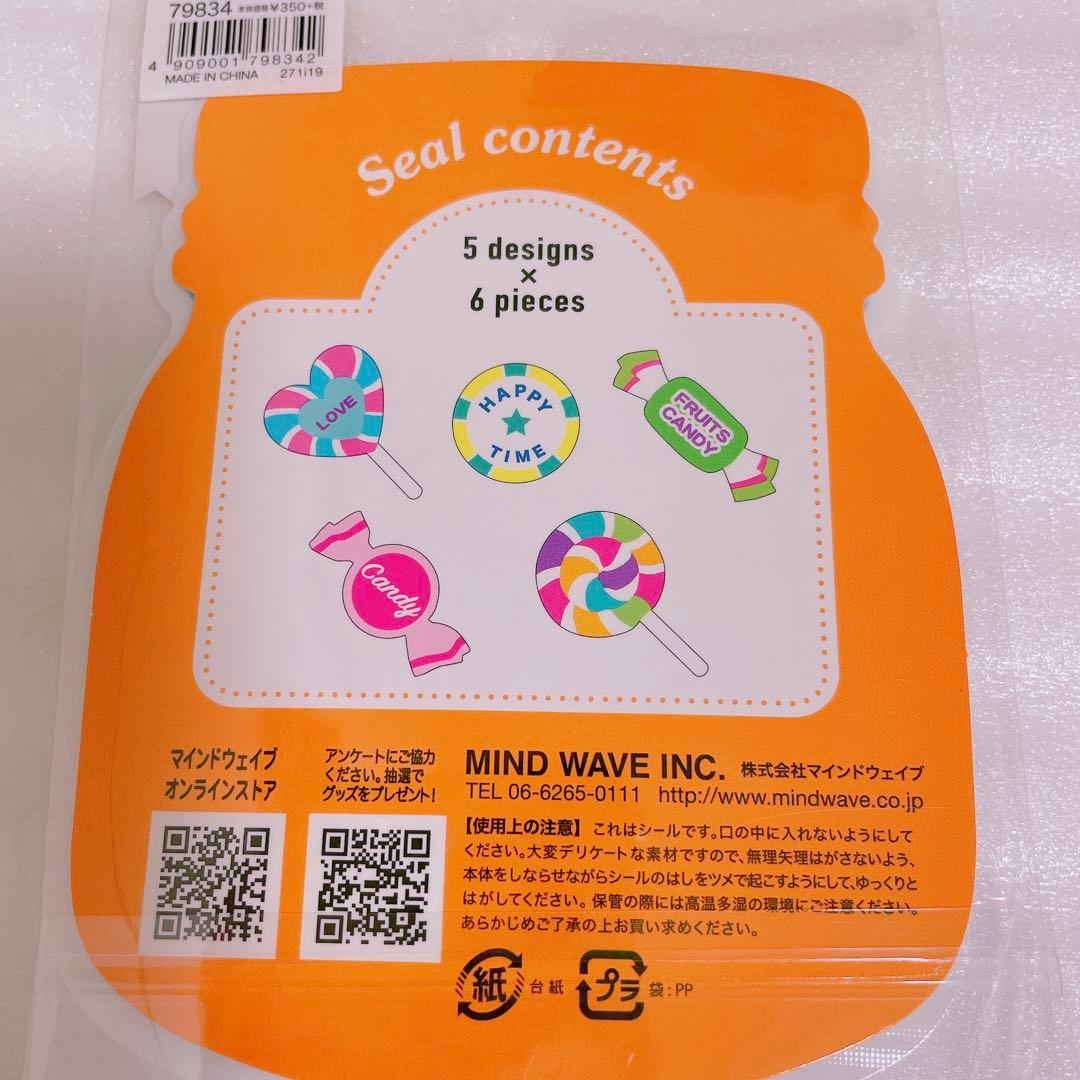 79834 本体価格¥350+税
4 909001 798342
MADE IN CHINA 271i19
Seal contents
5 designs
×
6 pieces
LOVE
HAPPY
TIME
FRUITS
CANDY
Candy
マインドウェイブ
オンラインストア
アンケートにご協力
ください。抽選で
グッズをプレゼント!
MIND WAVE INC. 株式会社マインドウェイブ
TEL 06-6265-0111 http://www.mindwave.co.jp
【使用上の注意】これはシールです。口の中に入れないようにして
ください。大変デリケートな素材ですので、無理矢理はがさないよう、
本体をしならせながらシールのはしをツメで起こすようにして、ゆっくりと
はがしてください。保管の際には高温多湿の環境にご注意ください。
あらかじめご了承の上お買い求めください。
紙 台紙
プラ 袋:PP